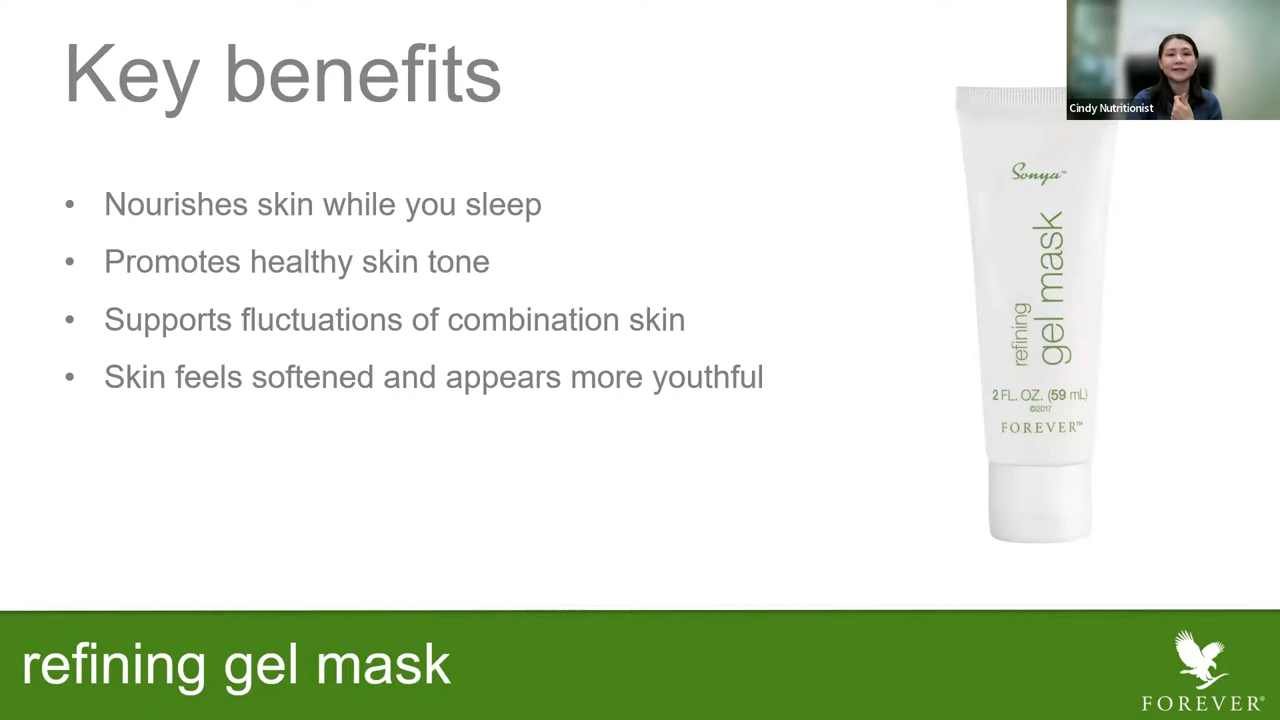 Key benefits
Cindy Nutritionist
• Nourishes skin while you sleep
• Promotes healthy skin tone
• Supports fluctuations of combination skin
• Skin feels softened and appears more youthful
Sonya™
refining
gel mask
2 FL. OZ. (59 mL)
©2017
FOREVER™
refining gel mask
FOREVER®